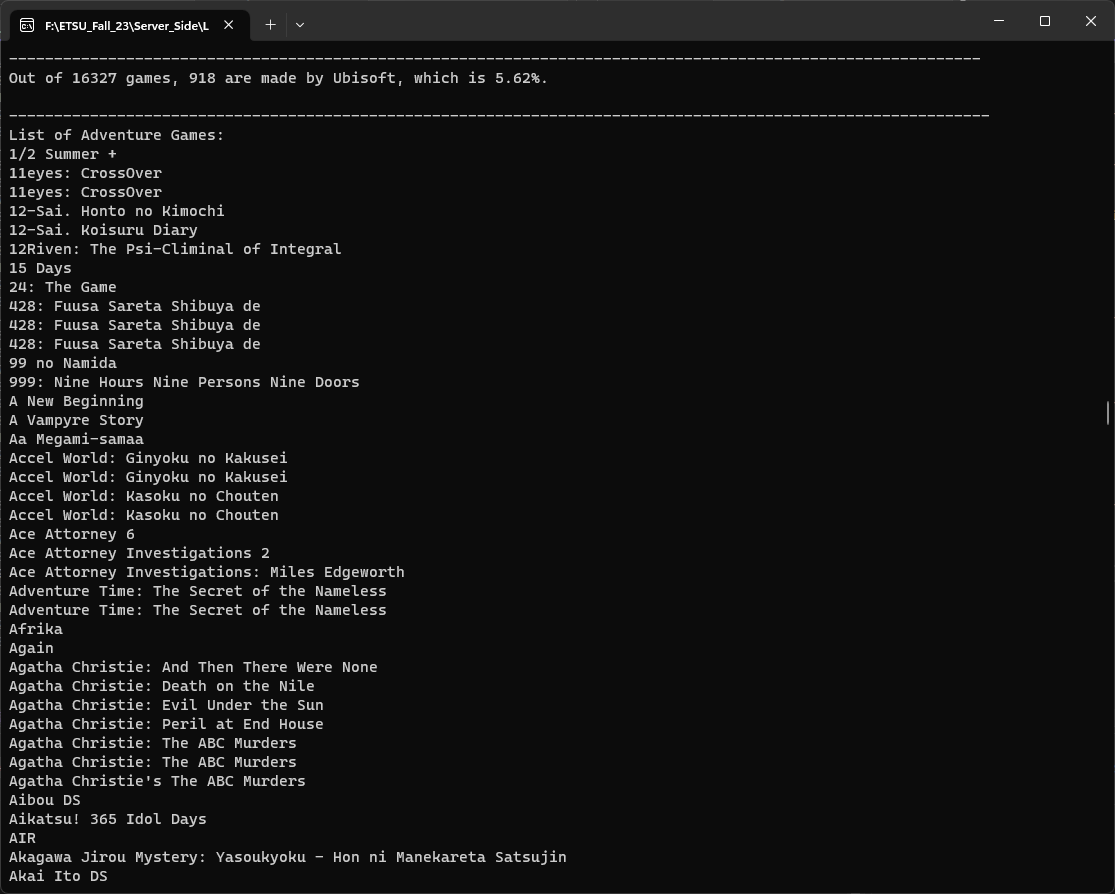 F:\ETSU_Fall_23\Server_Side\L
------------------------------------------------------------------------------------------------------------
Out of 16327 games, 918 are made by Ubisoft, which is 5.62%.
-------------------------------------------------------------------------------------------------------------
List of Adventure Games:
1/2 Summer +
11eyes: CrossOver
11eyes: CrossOver
12-Sai. Honto no Kimochi
12-Sai. Koisuru Diary
12Riven: The Psi-Climinal of Integral
15 Days
24: The Game
428: Fuusa Sareta Shibuya de
428: Fuusa Sareta Shibuya de
428: Fuusa Sareta Shibuya de
99 no Namida
999: Nine Hours Nine Persons Nine Doors
A New Beginning
A Vampyre Story
Aa Megami-samaa
Accel World: Ginyoku no Kakusei
Accel World: Ginyoku no Kakusei
Accel World: Kasoku no Chouten
Accel World: Kasoku no Chouten
Ace Attorney 6
Ace Attorney Investigations 2
Ace Attorney Investigations: Miles Edgeworth
Adventure Time: The Secret of the Nameless
Adventure Time: The Secret of the Nameless
Afrika
Again
Agatha Christie: And Then There Were None
Agatha Christie: Death on the Nile
Agatha Christie: Evil Under the Sun
Agatha Christie: Peril at End House
Agatha Christie: The ABC Murders
Agatha Christie: The ABC Murders
Agatha Christie's The ABC Murders
Aibou DS
Aikatsu! 365 Idol Days
AIR
Akagawa Jirou Mystery: Yasoukyoku - Hon ni Manekareta Satsujin
Akai Ito DS